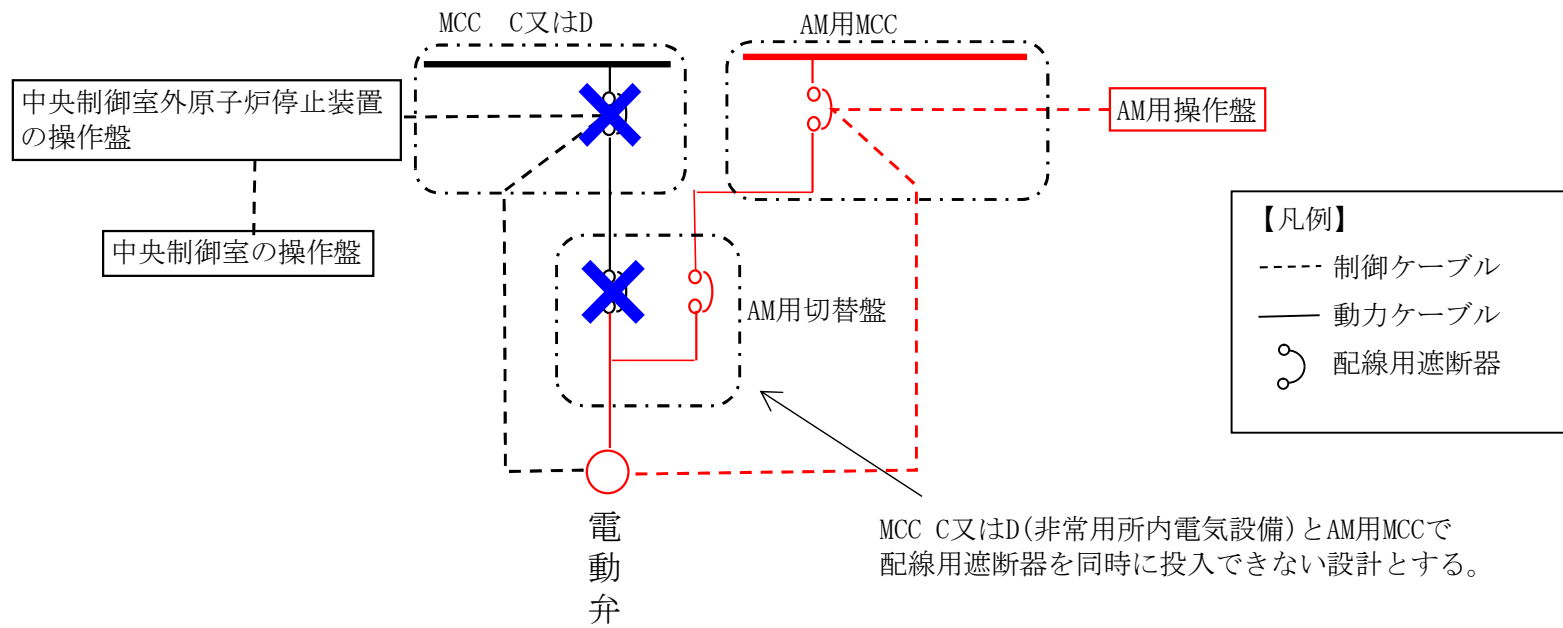 MCC C又はD
AM用MCC
中央制御室外原子炉停止装置
の操作盤
AM用操作盤
中央制御室の操作盤
AM用切替盤
【凡例】
制御ケーブル
動力ケーブル
配線用遮断器
電動弁
MCC C又はD(非常用所内電気設備)とAM用MCCで
配線用遮断器を同時に投入できない設計とする。